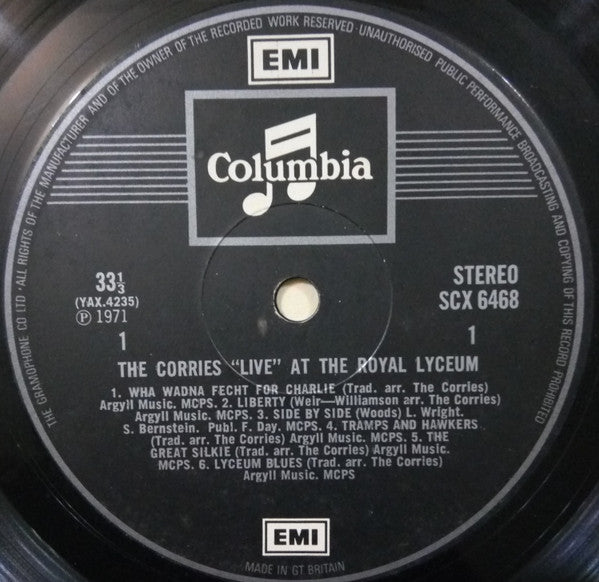 THE GRAMOPHONE CO LTD · ALL RIGHTS OF THE MANUFACTURER AND OF THE OWNER OF THE RECORDED WORK RESERVED · UNAUTHORISED PUBLIC PERFORMANCE BROADCASTING AND COPYING OF THIS RECORD PROHIBITED
EMI
Columbia
33⅓
(YAX.4235)
Ⓟ 1971
1
STEREO
SCX 6468
1
THE CORRIES “LIVE” AT THE ROYAL LYCEUM
1. WHA WADNA FECHT FOR CHARLIE (Trad. arr. The Corries)
Argyll Music. MCPS. 2. LIBERTY (Weir—Williamson arr. The Corries)
Argyll Music. MCPS. 3. SIDE BY SIDE (Woods) L. Wright.
S. Bernstein. Publ. F. Day. MCPS. 4. TRAMPS AND HAWKERS
(Trad. arr. The Corries) Argyll Music. MCPS. 5. THE
GREAT SILKIE (Trad. arr. The Corries) Argyll Music.
MCPS. 6. LYCEUM BLUES (Trad. arr. The Corries)
Argyll Music. MCPS
EMI
MADE IN GT BRITAIN